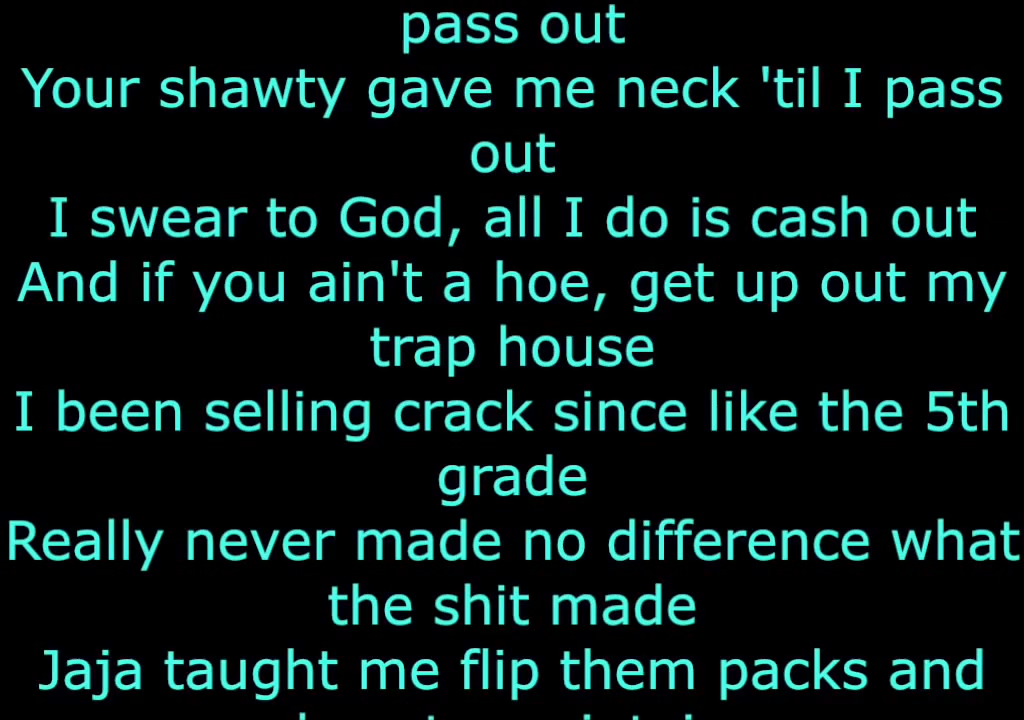 pass out
Your shawty gave me neck 'til I pass
out
I swear to God, all I do is cash out
And if you ain't a hoe, get up out my
trap house
I been selling crack since like the 5th
grade
Really never made no difference what
the shit made
Jaja taught me flip them packs and